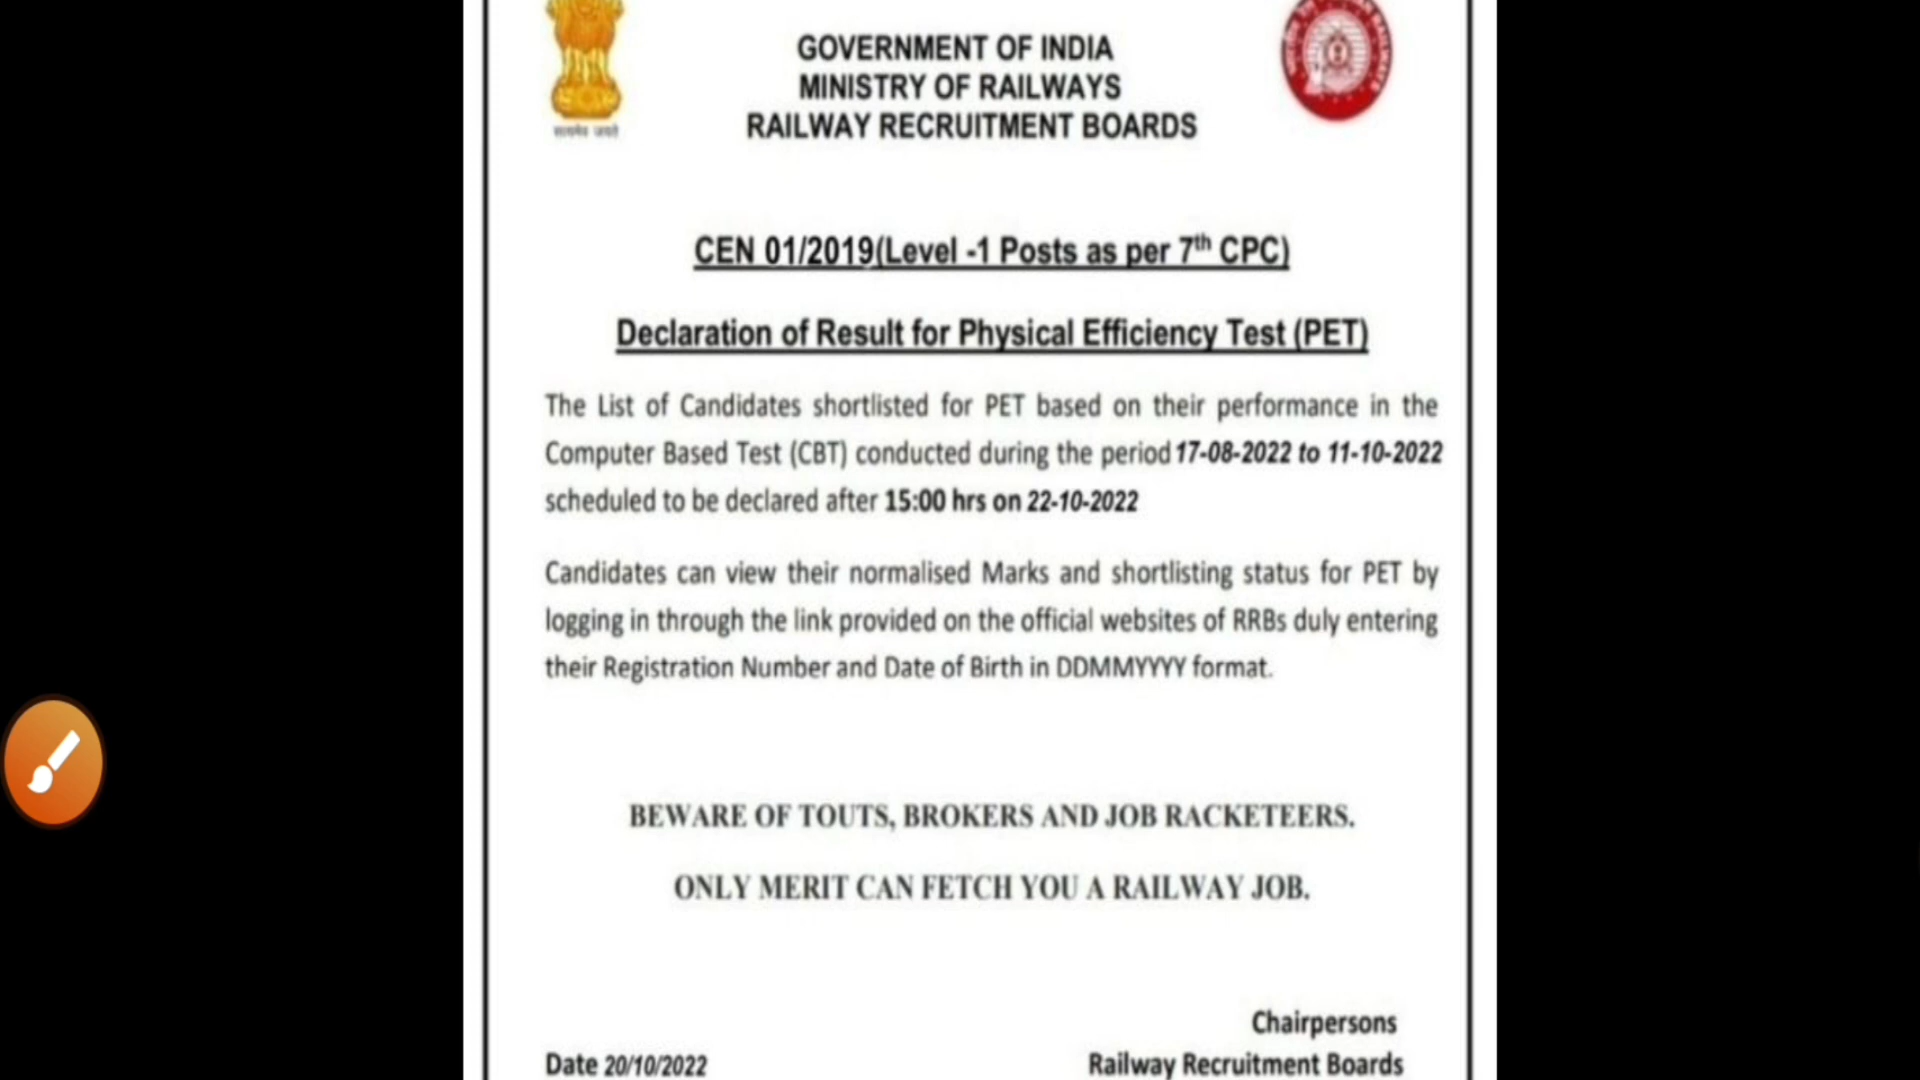 GOVERNMENT OF INDIA
MINISTRY OF RAILWAYS
RAILWAY RECRUITMENT BOARDS
सत्यमेव जयते
CEN 01/2019(Level -1 Posts as per 7th CPC)
Declaration of Result for Physical Efficiency Test (PET)
The List of Candidates shortlisted for PET based on their performance in the
Computer Based Test (CBT) conducted during the period 17-08-2022 to 11-10-2022
scheduled to be declared after 15:00 hrs on 22-10-2022
Candidates can view their normalised Marks and shortlisting status for PET by
logging in through the link provided on the official websites of RRBs duly entering
their Registration Number and Date of Birth in DDMMYYYY format.
BEWARE OF TOUTS, BROKERS AND JOB RACKETEERS.
ONLY MERIT CAN FETCH YOU A RAILWAY JOB.
Chairpersons
Date 20/10/2022 Railway Recruitment Boards